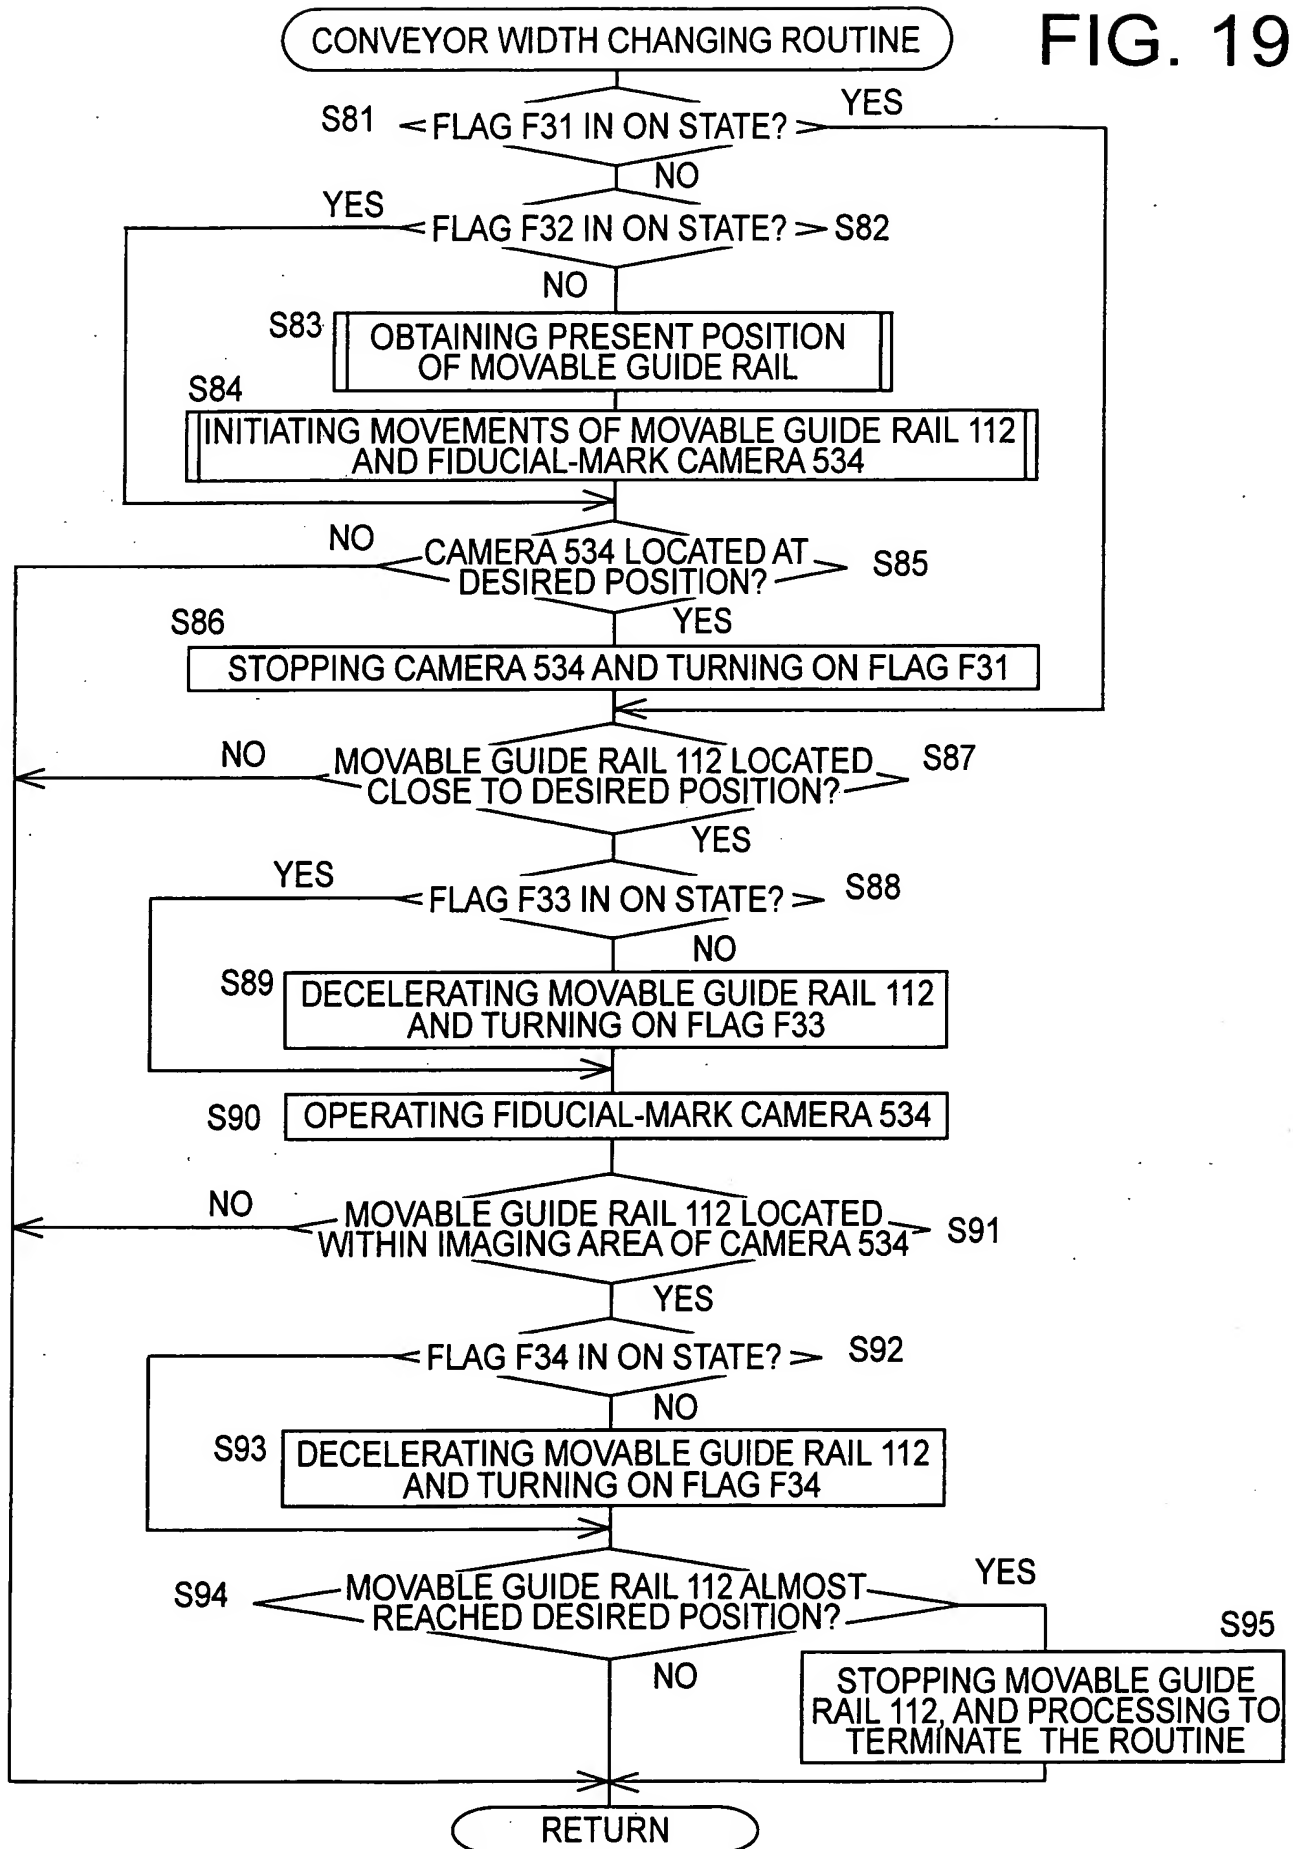 FIG. 19
CONVEYOR WIDTH CHANGING ROUTINE
S81
FLAG F31 IN ON STATE?
YES
NO
YES
FLAG F32 IN ON STATE?
S82
NO
S83
OBTAINING PRESENT POSITION
OF MOVABLE GUIDE RAIL
S84
INITIATING MOVEMENTS OF MOVABLE GUIDE RAIL 112
AND FIDUCIAL-MARK CAMERA 534
NO
CAMERA 534 LOCATED AT
DESIRED POSITION?
S85
YES
S86
STOPPING CAMERA 534 AND TURNING ON FLAG F31
NO
MOVABLE GUIDE RAIL 112 LOCATED
CLOSE TO DESIRED POSITION?
S87
YES
YES
FLAG F33 IN ON STATE?
S88
NO
S89
DECELERATING MOVABLE GUIDE RAIL 112
AND TURNING ON FLAG F33
S90
OPERATING FIDUCIAL-MARK CAMERA 534
NO
MOVABLE GUIDE RAIL 112 LOCATED
WITHIN IMAGING AREA OF CAMERA 534
S91
YES
FLAG F34 IN ON STATE?
S92
NO
S93
DECELERATING MOVABLE GUIDE RAIL 112
AND TURNING ON FLAG F34
S94
MOVABLE GUIDE RAIL 112 ALMOST
REACHED DESIRED POSITION?
YES
NO
S95
STOPPING MOVABLE GUIDE
RAIL 112, AND PROCESSING TO
TERMINATE THE ROUTINE
RETURN